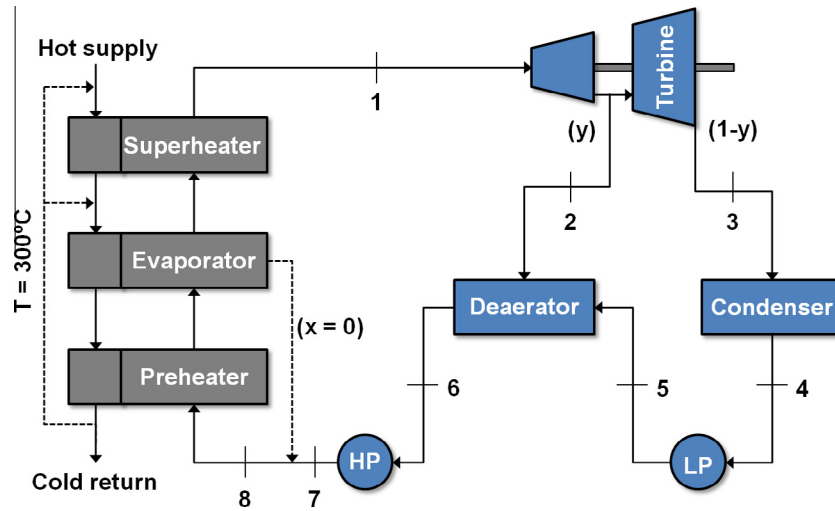 Hot supply
1
Turbine
(y)
(1-y)
Superheater
2
3
T = 300ºC
Evaporator
Deaerator
Condenser
(x = 0)
Preheater
6
5
4
HP
LP
Cold return
8
7